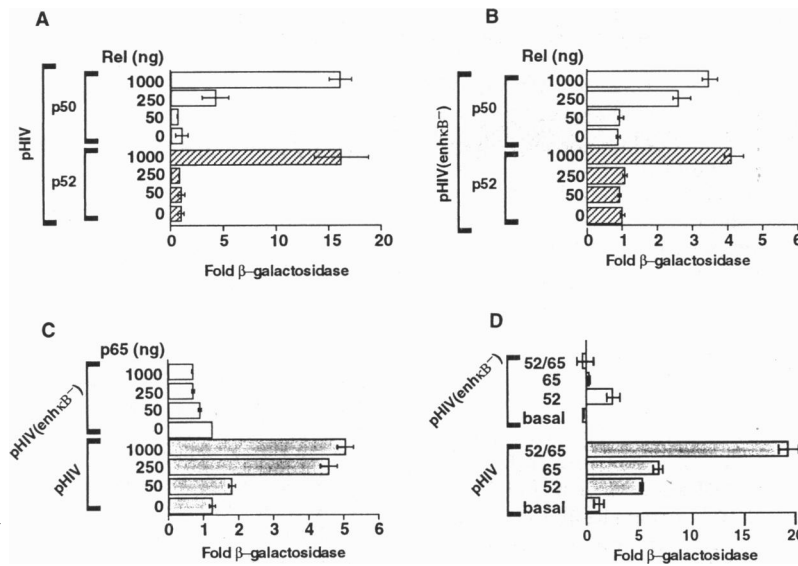 A
Rel (ng)
pHIV
p50
1000
250
50
0
p52
1000
250
50
0
0 5 10 15 20
Fold β–galactosidase
B
Rel (ng)
pHIV(enhκB⁻)
p50
1000
250
50
0
p52
1000
250
50
0
0 1 2 3 4 5 6
Fold β–galactosidase
C
p65 (ng)
pHIV(enhκB⁻)
1000
250
50
0
pHIV
1000
250
50
0
0 1 2 3 4 5 6
Fold β–galactosidase
D
pHIV(enhκB⁻)
52/65
65
52
basal
pHIV
52/65
65
52
basal
0 5 10 15 20
Fold β–galactosidase